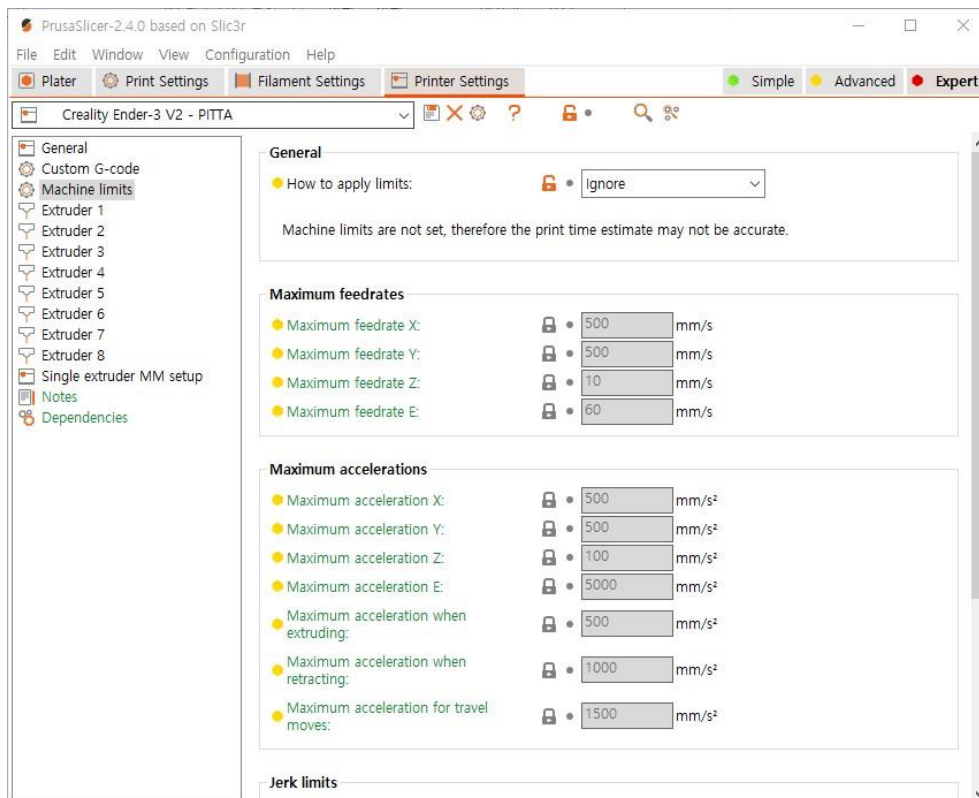 PrusaSlicer-2.4.0 based on Slic3r
File Edit Window View Configuration Help
Plater Print Settings Filament Settings Printer Settings Simple Advanced Expert
Creality Ender-3 V2 - PITTA ?
General
Custom G-code
Machine limits
Extruder 1
Extruder 2
Extruder 3
Extruder 4
Extruder 5
Extruder 6
Extruder 7
Extruder 8
Single extruder MM setup
Notes
Dependencies
General
How to apply limits: Ignore
Machine limits are not set, therefore the print time estimate may not be accurate.
Maximum feedrates
Maximum feedrate X: 500 mm/s
Maximum feedrate Y: 500 mm/s
Maximum feedrate Z: 10 mm/s
Maximum feedrate E: 60 mm/s
Maximum accelerations
Maximum acceleration X: 500 mm/s²
Maximum acceleration Y: 500 mm/s²
Maximum acceleration Z: 100 mm/s²
Maximum acceleration E: 5000 mm/s²
Maximum acceleration when
extruding: 500 mm/s²
Maximum acceleration when
retracting: 1000 mm/s²
Maximum acceleration for travel
moves: 1500 mm/s²
Jerk limits